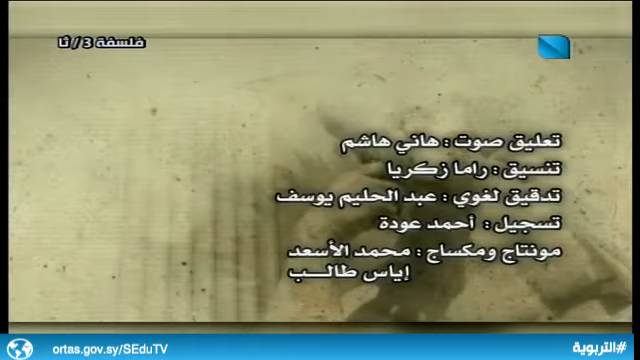 فلسفة /3 ثا
تعليق صوت : هاني هاشم
تنسيق : راما زكريا
تدقيق لغوي : عبد الحليم يوسف
تسجيل : أحمد عودة
مونتاج ومكساج : محمد الأسعد
إياس طالـــب
#التربوية
ortas.gov.sy/SEduTV